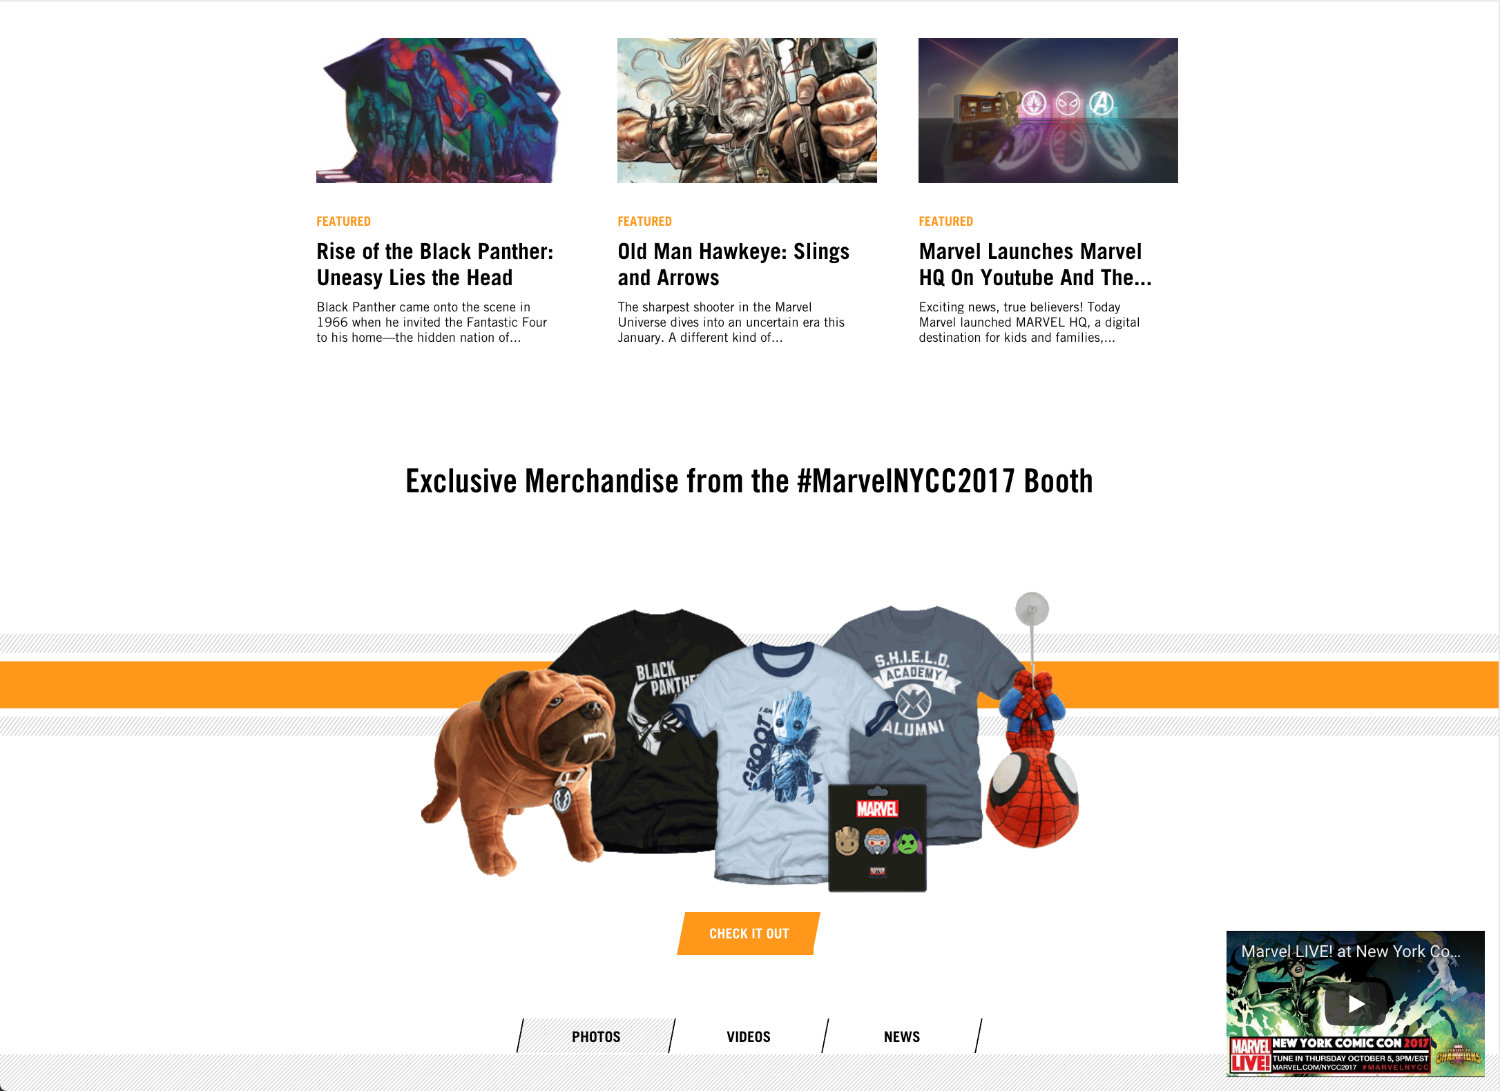 FEATURED
Rise of the Black Panther:
Uneasy Lies the Head
Black Panther came onto the scene in
1966 when he invited the Fantastic Four
to his home—the hidden nation of...
FEATURED
Old Man Hawkeye: Slings
and Arrows
The sharpest shooter in the Marvel
Universe dives into an uncertain era this
January. A different kind of...
FEATURED
Marvel Launches Marvel
HQ On Youtube And The...
Exciting news, true believers! Today
Marvel launched MARVEL HQ, a digital
destination for kids and families,...
Exclusive Merchandise from the #MarvelNYCC2017 Booth
BLACK
PANTHE
I AM
GROOT
S.H.I.E.L.D.
ACADEMY
ALUMNI
MARVEL
CHECK IT OUT
Marvel LIVE! at New York Co...
MARVEL
LIVE!
NEW YORK COMIC CON 2017
TUNE IN THURSDAY OCTOBER 5, 3PM/EST
MARVEL.COM/NYCC2017 #MARVELNYCC
CHAMPIONS
PHOTOS
VIDEOS
NEWS